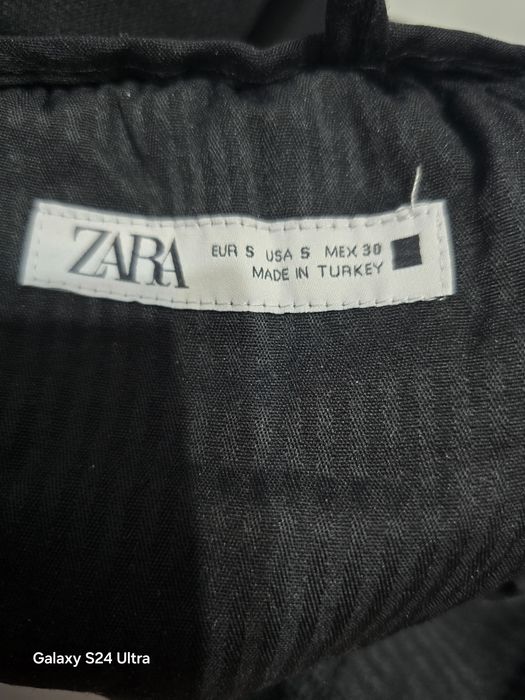 ZARA
EUR S USA S MEX 30
MADE IN TURKEY
Galaxy S24 Ultra